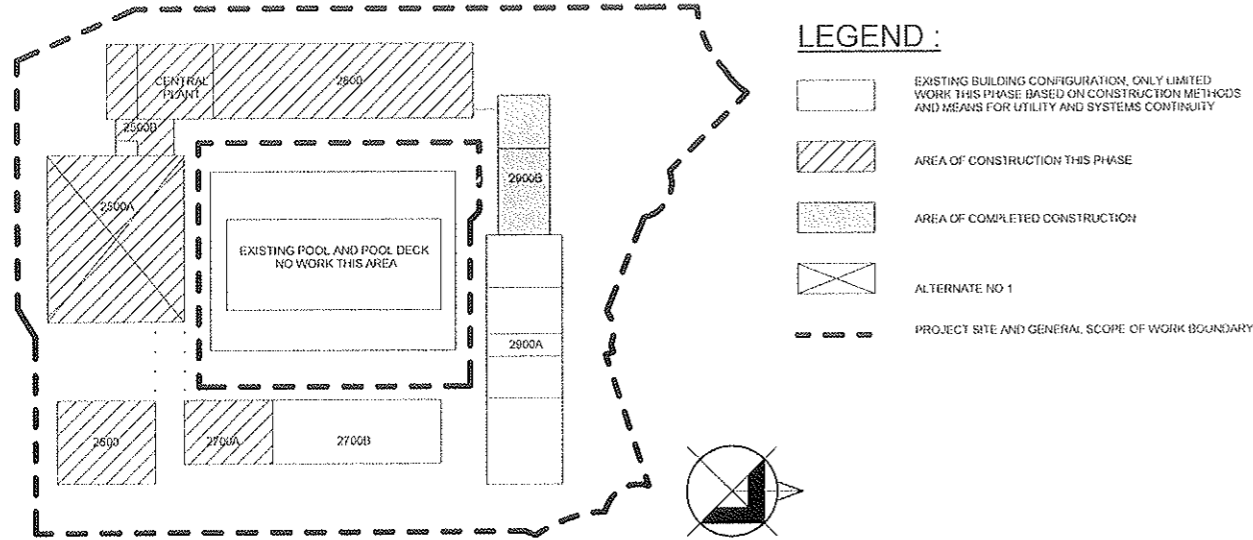 LEGEND :
EXISTING BUILDING CONFIGURATION, ONLY LIMITED
WORK THIS PHASE BASED ON CONSTRUCTION METHODS
AND MEANS FOR UTILITY AND SYSTEMS CONTINUITY
AREA OF CONSTRUCTION THIS PHASE
AREA OF COMPLETED CONSTRUCTION
ALTERNATE NO 1
PROJECT SITE AND GENERAL SCOPE OF WORK BOUNDARY
CENTRAL
PLANT
2800
2500B
2500A
2900B
EXISTING POOL AND POOL DECK
NO WORK THIS AREA
2900A
2700A
2700B